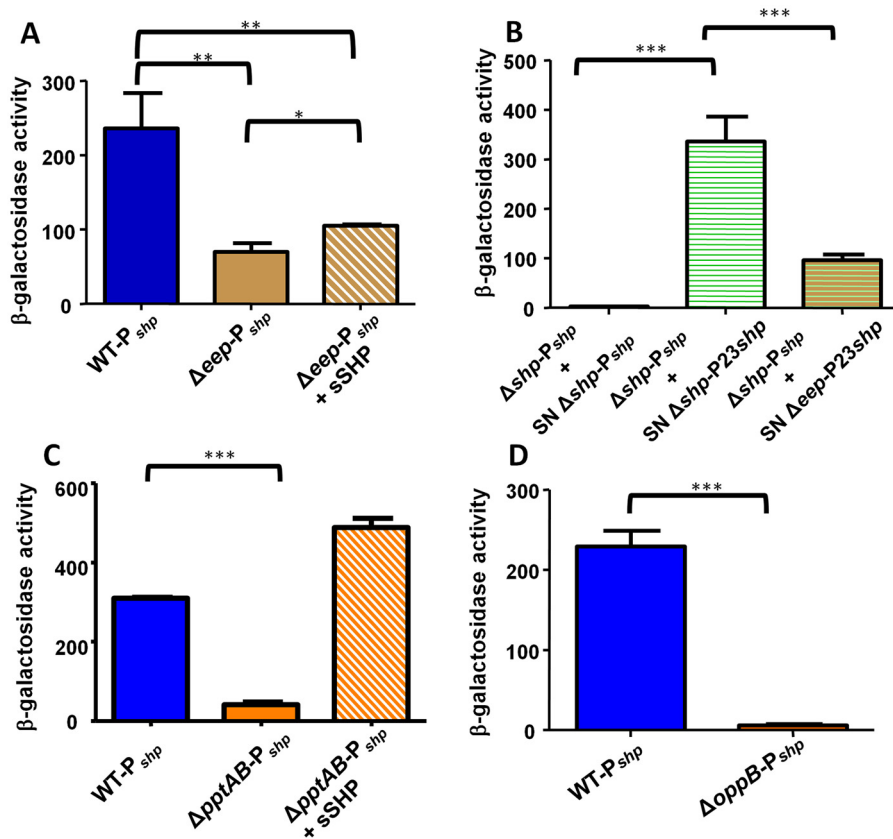 A
**
**
*
β-galactosidase activity
300
200
100
0
WT-P shp
Δeep-P shp
Δeep-P shp
+ sSHP
B
***
***
β-galactosidase activity
500
400
300
200
100
0
Δshp-Pshp
+
SN Δshp-Pshp
Δshp-Pshp
+
SN Δshp-P23shp
Δshp-Pshp
+
SN Δeep-P23shp
C
***
β-galactosidase activity
600
400
200
0
WT-P shp
ΔpptAB-P shp
ΔpptAB-P shp
+ sSHP
D
***
β-galactosidase activity
300
200
100
0
WT-Pshp
ΔoppB-Pshp